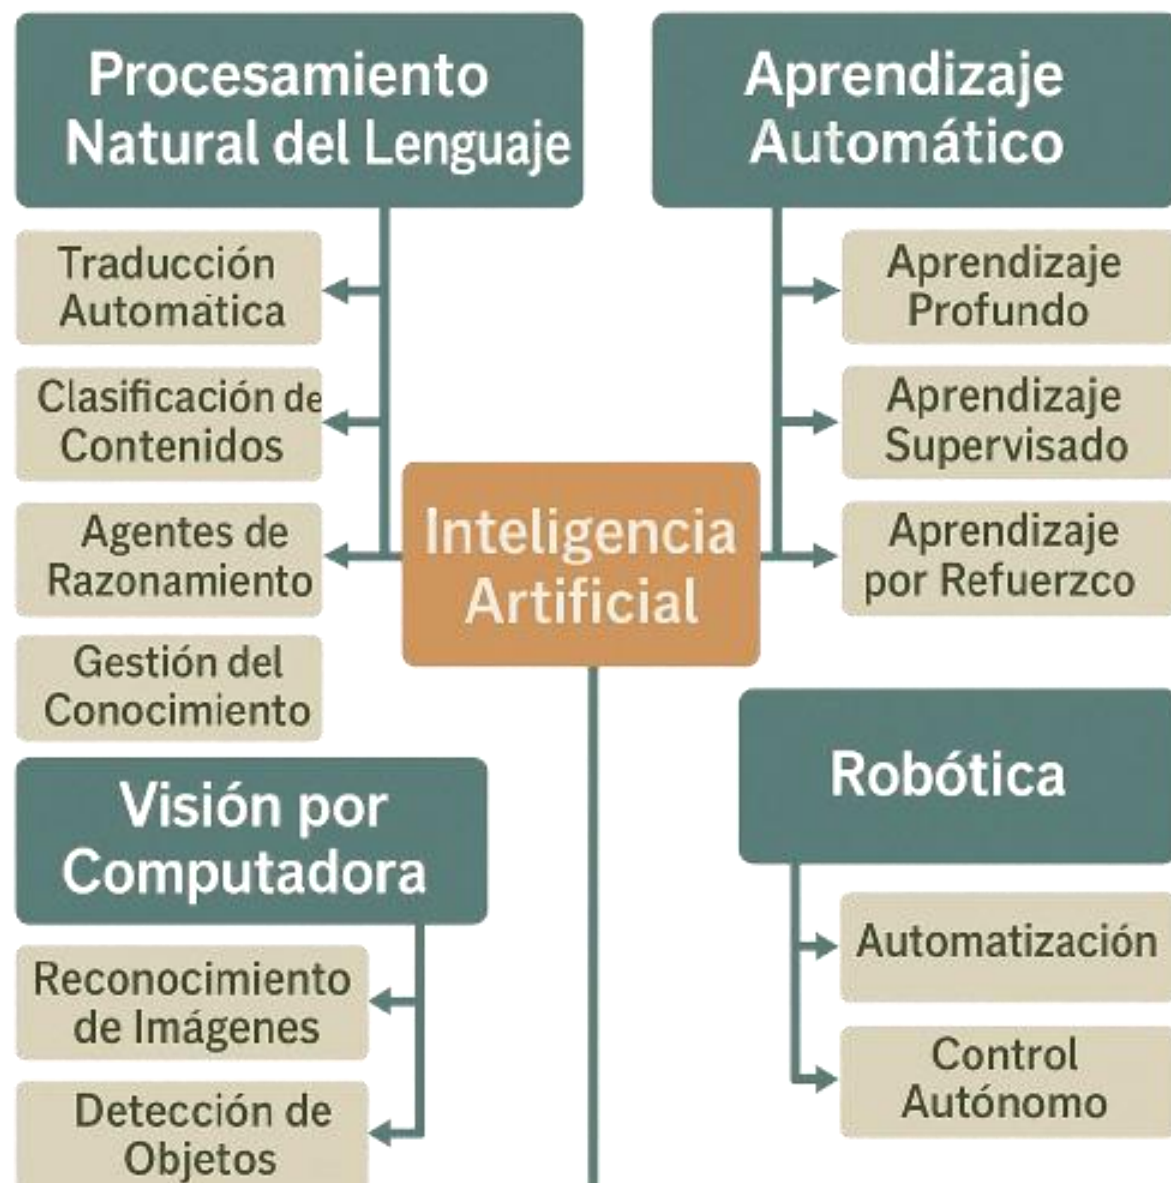 Procesamiento
Natural del Lenguaje
Traducción
Automática
Clasificación de
Contenidos
Agentes de
Razonamiento
Gestión del
Conocimiento
Aprendizaje
Automático
Aprendizaje
Profundo
Aprendizaje
Supervisado
Aprendizaje
por Refuerzco
Inteligencia
Artificial
Visión por
Computadora
Reconocimiento
de Imágenes
Detección de
Objetos
Robótica
Automatización
Control
Autónomo